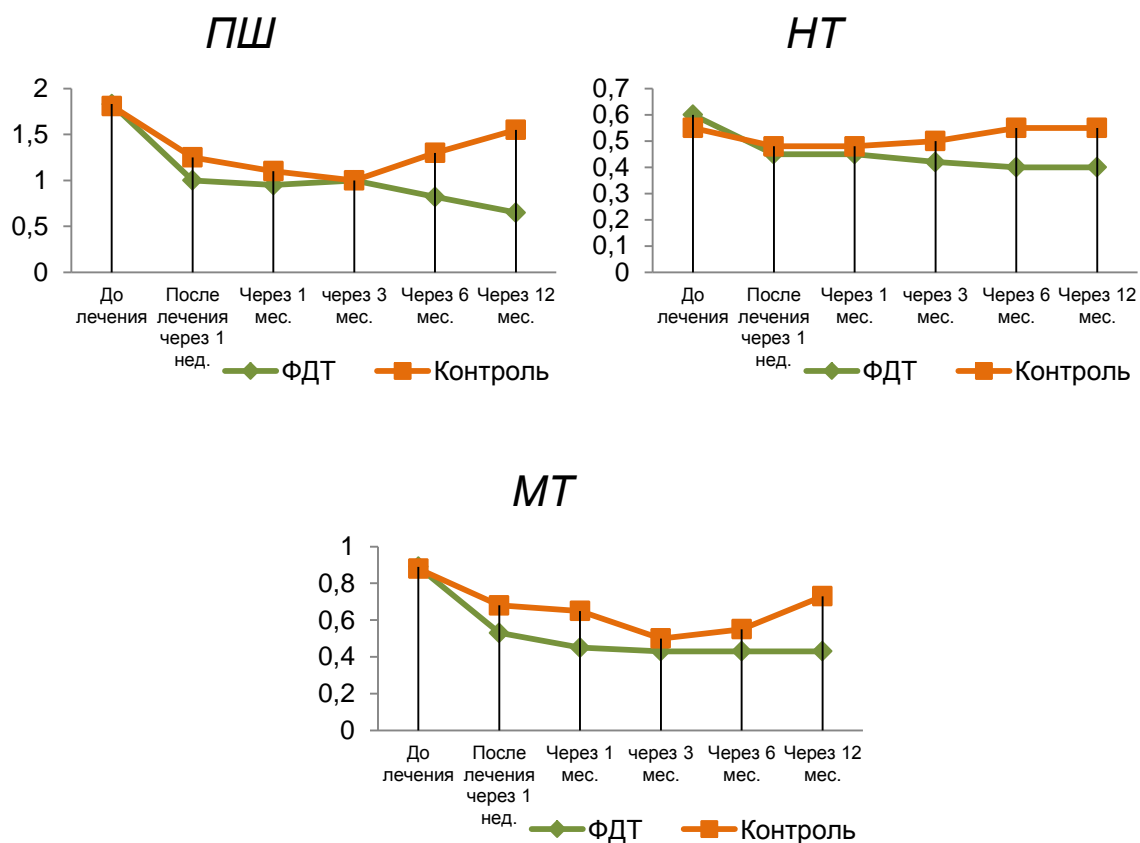 ПШ
2
1,5
1
0,5
0
До
лечения
После
лечения
через 1
нед.
Через 1
мес.
через 3
мес.
Через 6
мес.
Через 12
мес.
ФДТ
Контроль
НТ
0,7
0,6
0,5
0,4
0,3
0,2
0,1
0
До
лечения
После
лечения
через 1
нед.
Через 1
мес.
через 3
мес.
Через 6
мес.
Через 12
мес.
ФДТ
Контроль
МТ
1
0,8
0,6
0,4
0,2
0
До
лечения
После
лечения
через 1
нед.
Через 1
мес.
через 3
мес.
Через 6
мес.
Через 12
мес.
ФДТ
Контроль